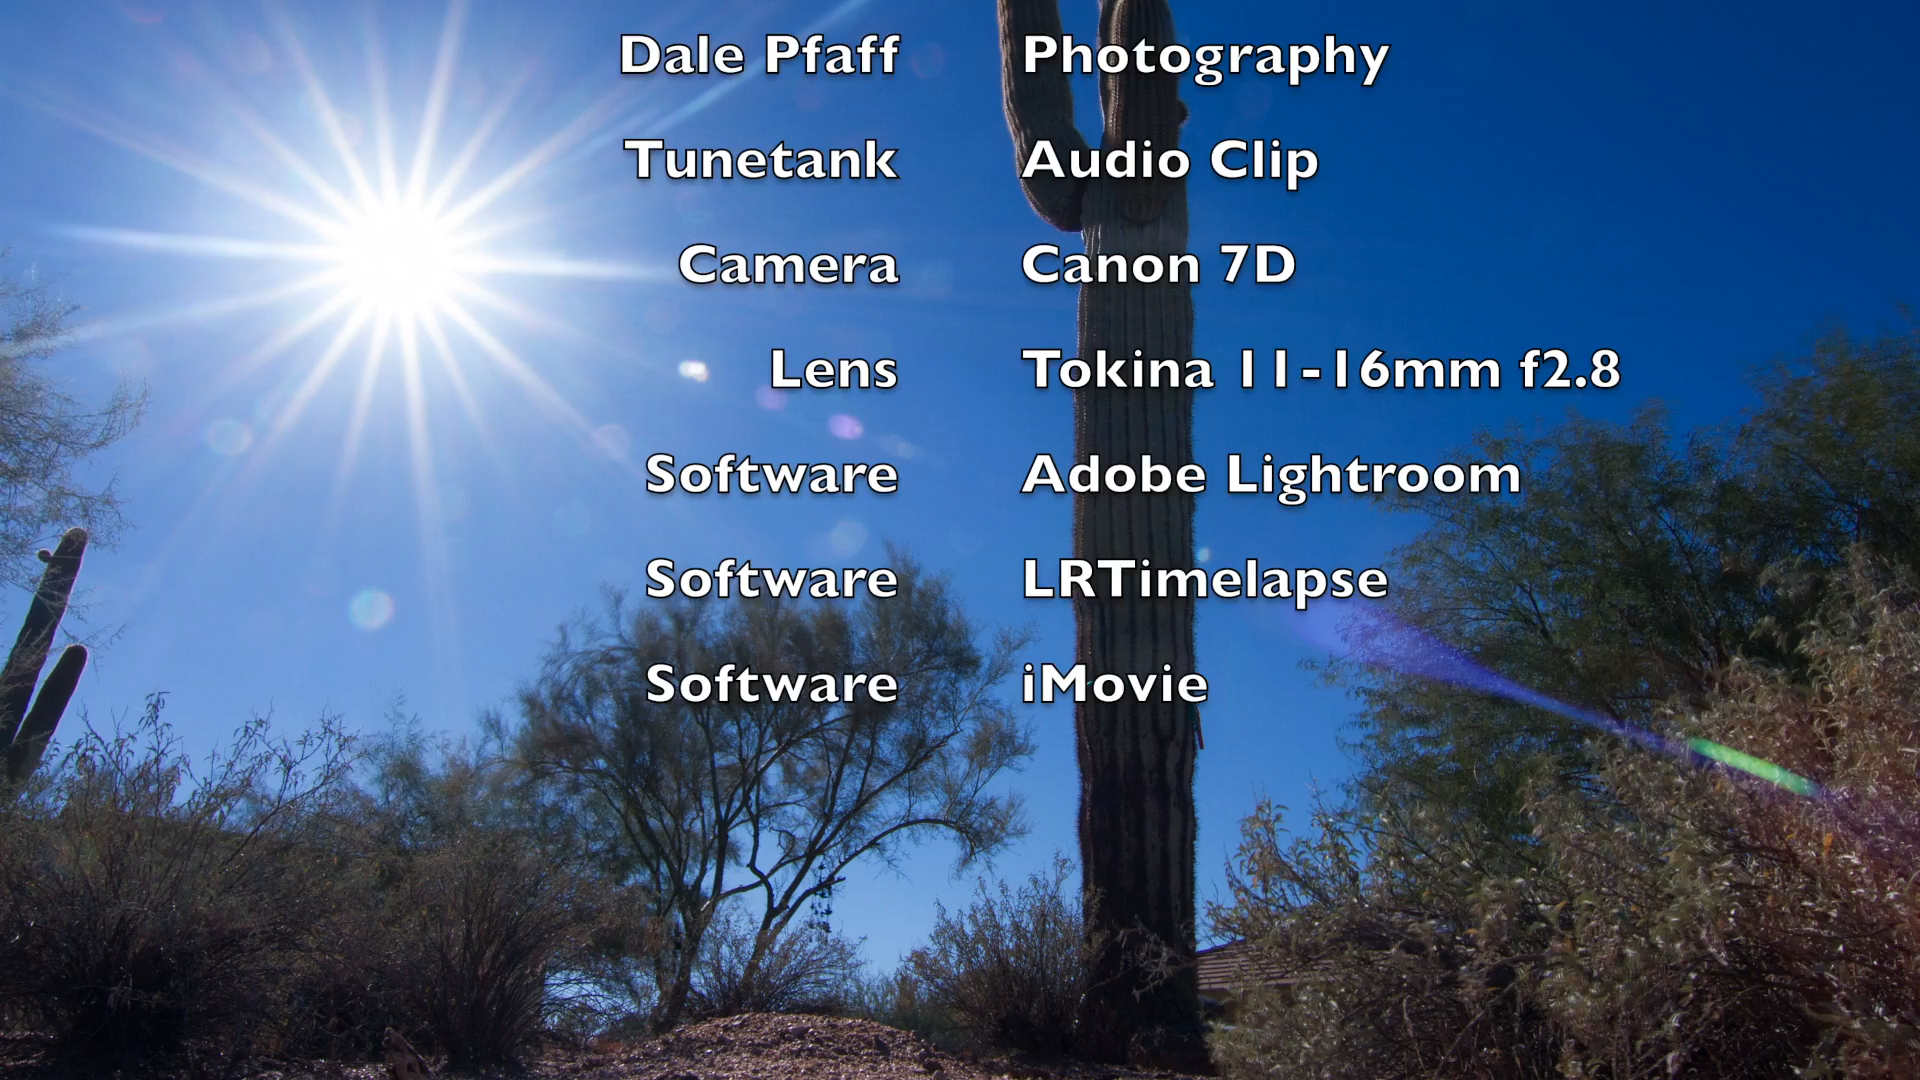 Dale Pfaff Photography
Tunetank Audio Clip
Camera Canon 7D
Lens Tokina 11-16mm f2.8
Software Adobe Lightroom
Software LRTimelapse
Software iMovie